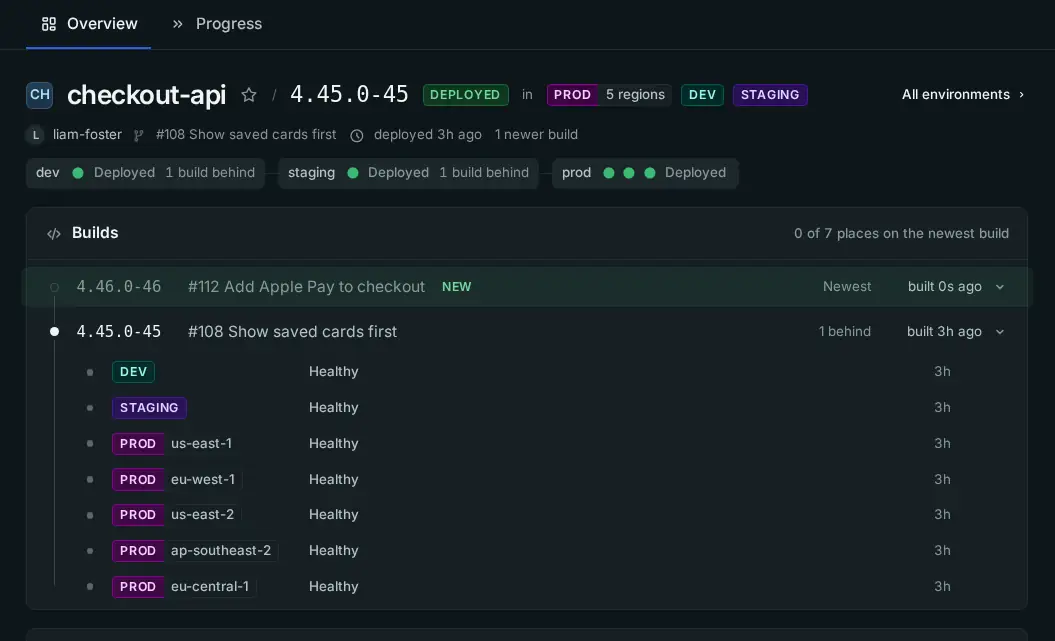 Overview Progress
CH checkout-api / 4.45.0-45 DEPLOYED in PROD 5 regions DEV STAGING All environments
L liam-foster #108 Show saved cards first deployed 3h ago 1 newer build
dev Deployed 1 build behind staging Deployed 1 build behind prod Deployed
Builds 0 of 7 places on the newest build
4.46.0-46 #112 Add Apple Pay to checkout NEW Newest built 0s ago
4.45.0-45 #108 Show saved cards first 1 behind built 3h ago
DEV Healthy 3h
STAGING Healthy 3h
PROD us-east-1 Healthy 3h
PROD eu-west-1 Healthy 3h
PROD us-east-2 Healthy 3h
PROD ap-southeast-2 Healthy 3h
PROD eu-central-1 Healthy 3h